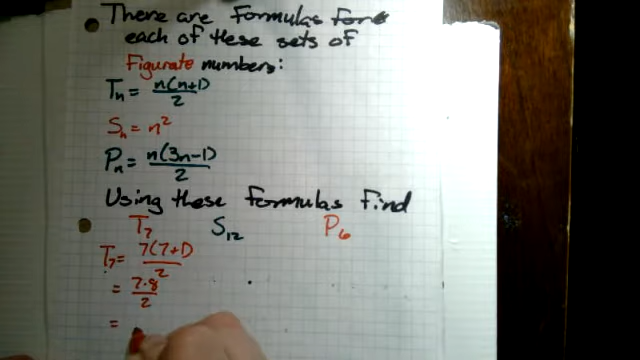 There are formulas for
each of these sets of
Figurate numbers:
Tn = n(n+1)/2
Sn = n²
Pn = n(3n-1)/2
Using these formulas find
T7 S12 P6
T7 = 7(7+1)/2
= 7·8/2
=